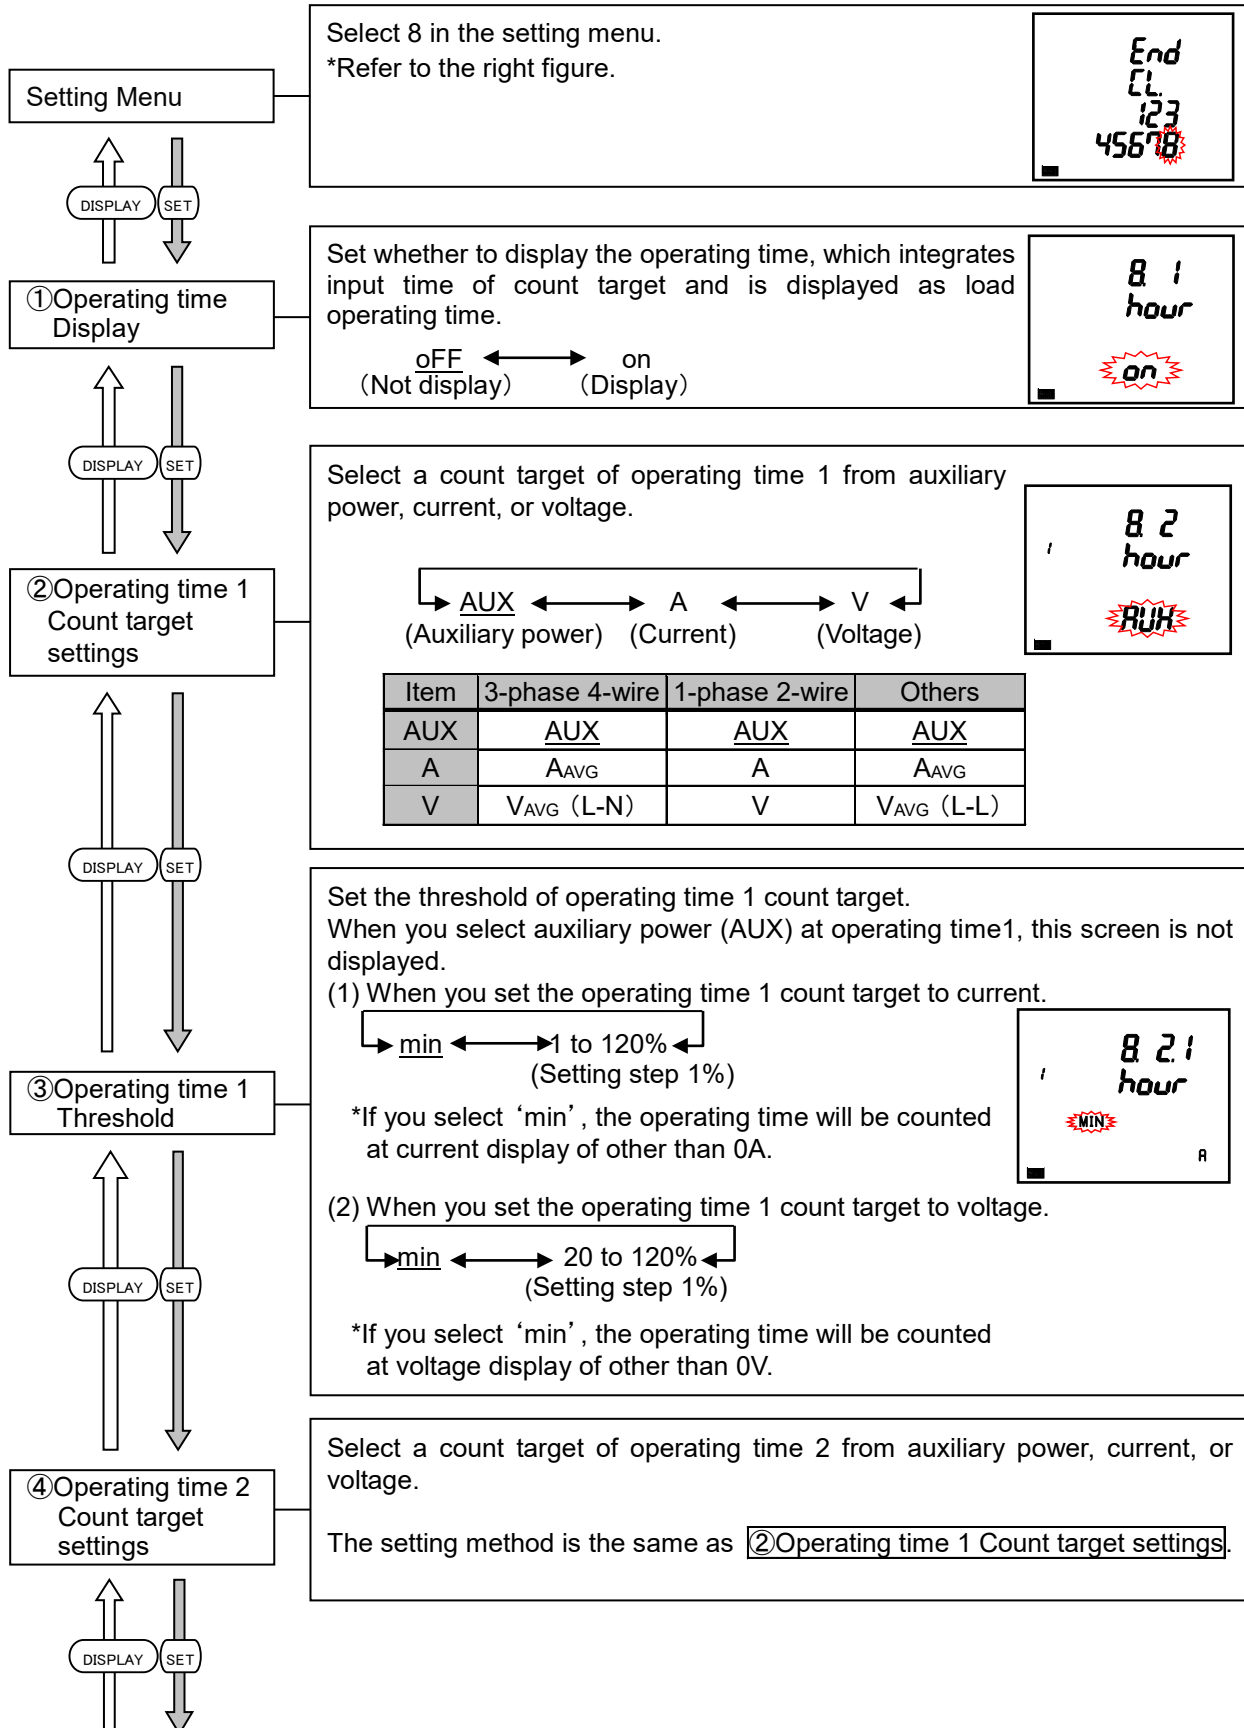 Select 8 in the setting menu.
*Refer to the right figure.
End
CL.
123
45678
Setting Menu
DISPLAY SET
Set whether to display the operating time, which integrates
input time of count target and is displayed as load
operating time.
oFF on
(Not display) (Display)
8. 1
hour
on
①Operating time
Display
DISPLAY SET
Select a count target of operating time 1 from auxiliary
power, current, or voltage.
AUX A V
(Auxiliary power) (Current) (Voltage)
1 8. 2
hour
AUX
②Operating time 1
Count target
settings
Item 3-phase 4-wire 1-phase 2-wire Others
AUX AUX AUX AUX
A AAVG A AAVG
V VAVG (L-N) V VAVG (L-L)
DISPLAY SET
Set the threshold of operating time 1 count target.
When you select auxiliary power (AUX) at operating time1, this screen is not
displayed.
(1) When you set the operating time 1 count target to current.
min 1 to 120%
(Setting step 1%)
*If you select ‘min’, the operating time will be counted
at current display of other than 0A.
1 8. 2.1
hour
MIN
A
③Operating time 1
Threshold
(2) When you set the operating time 1 count target to voltage.
min 20 to 120%
(Setting step 1%)
*If you select ‘min’, the operating time will be counted
at voltage display of other than 0V.
DISPLAY SET
Select a count target of operating time 2 from auxiliary power, current, or
voltage.
The setting method is the same as ②Operating time 1 Count target settings.
④Operating time 2
Count target
settings
DISPLAY SET